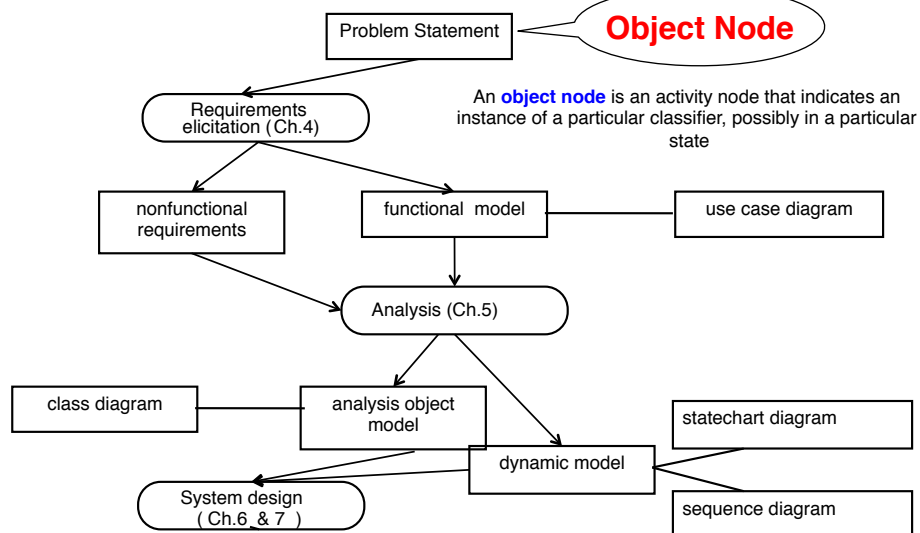 Problem Statement
Object Node
An object node is an activity node that indicates an
instance of a particular classifier, possibly in a particular
state
Requirements
elicitation (Ch.4)
nonfunctional
requirements
functional model
use case diagram
Analysis (Ch.5)
class diagram
analysis object
model
statechart diagram
dynamic model
System design
(Ch.6 & 7 )
sequence diagram